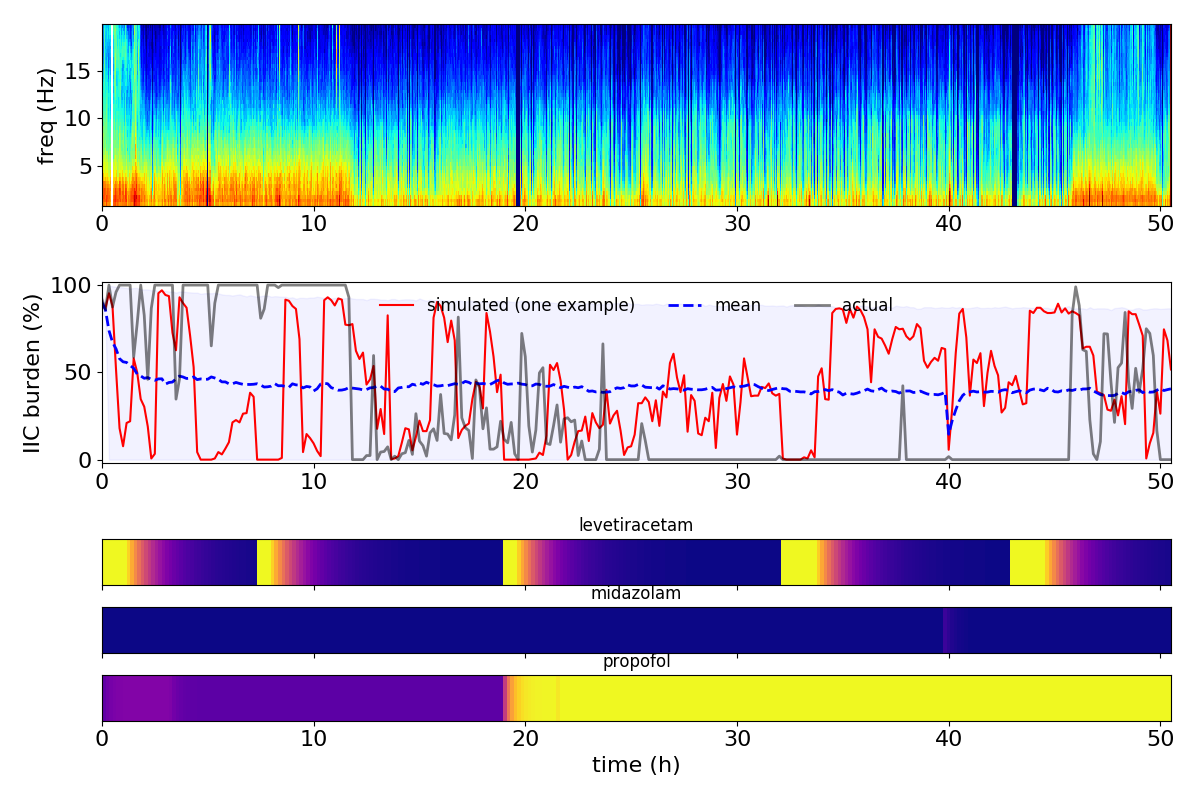 freq (Hz)
15
10
5
0 10 20 30 40 50
IIC burden (%)
100
50
0
simulated (one example) mean actual
0 10 20 30 40 50
levetiracetam
midazolam
propofol
0 10 20 30 40 50
time (h)